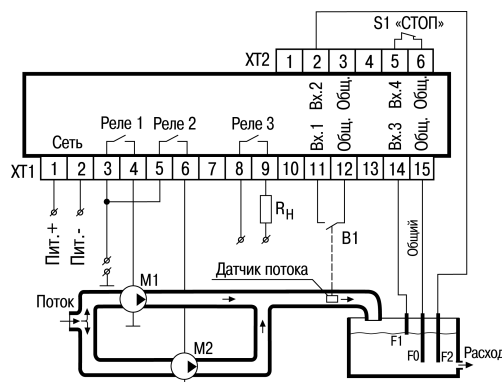 S1 «СТОП»
XT2 1 2 3 4 5 6
Вх.2 Общ. Вх.4 Общ.
Реле 1 Реле 2 Реле 3
Сеть Вх.1 Общ. Вх.3 Общ.
XT1 1 2 3 4 5 6 7 8 9 10 11 12 13 14 15
Пит.+ Пит.- RН B1 Общий
Датчик потока
M1
Поток
M2
F1
F0 F2
Расход